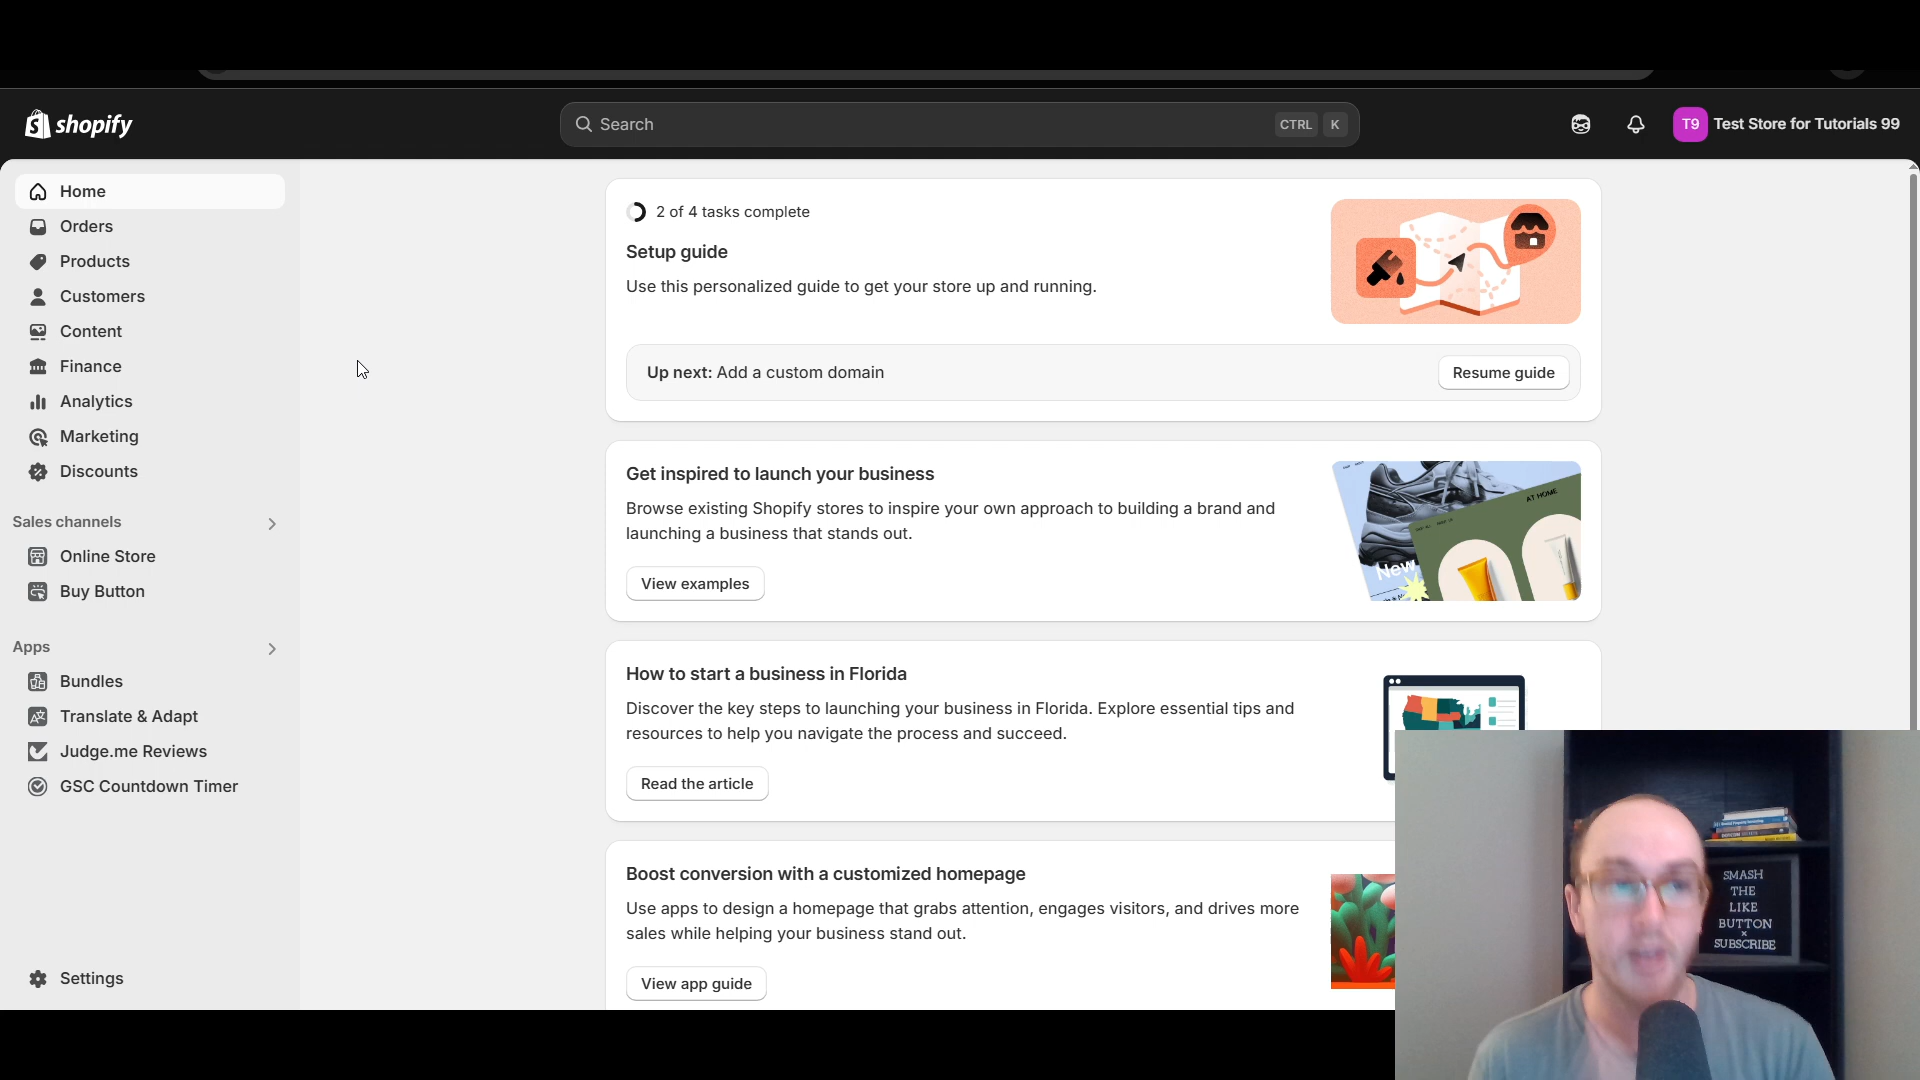 shopify
Search
CTRL K
T9 Test Store for Tutorials 99
Home
Orders
Products
Customers
Content
Finance
Analytics
Marketing
Discounts
Sales channels
Online Store
Buy Button
Apps
Bundles
Translate & Adapt
Judge.me Reviews
GSC Countdown Timer
Settings
2 of 4 tasks complete
Setup guide
Use this personalized guide to get your store up and running.
Up next: Add a custom domain
Resume guide
Get inspired to launch your business
Browse existing Shopify stores to inspire your own approach to building a brand and
launching a business that stands out.
View examples
AT HOME
New
How to start a business in Florida
Discover the key steps to launching your business in Florida. Explore essential tips and
resources to help you navigate the process and succeed.
Read the article
Boost conversion with a customized homepage
Use apps to design a homepage that grabs attention, engages visitors, and drives more
sales while helping your business stand out.
View app guide
SMASH
THE
LIKE
BUTTON
×
SUBSCRIBE